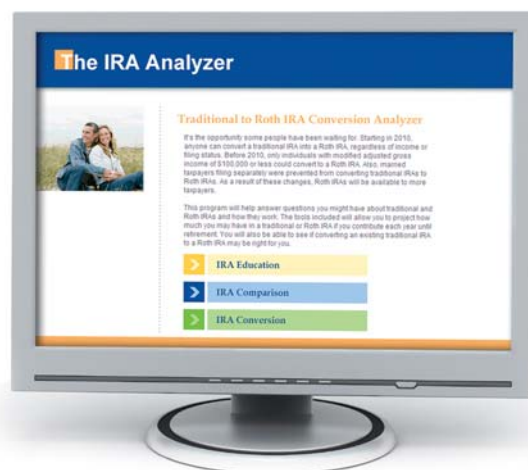 The IRA Analyzer
Traditional to Roth IRA Conversion Analyzer
It's the opportunity some people have been waiting for. Starting in 2010,
anyone can convert a traditional IRA into a Roth IRA, regardless of income or
filing status. Before 2010, only individuals with modified adjusted gross
income of $100,000 or less could convert to a Roth IRA. Also, married
taxpayers filing separately were prevented from converting traditional IRAs to
Roth IRAs. As a result of these changes, Roth IRAs will be available to more
taxpayers.
This program will help answer questions you might have about traditional and
Roth IRAs and how they work. The tools included will allow you to project how
much you may have in a traditional or Roth IRA if you contribute each year until
retirement. You will also be able to see if converting an existing traditional IRA
to a Roth IRA may be right for you.
IRA Education
IRA Comparison
IRA Conversion